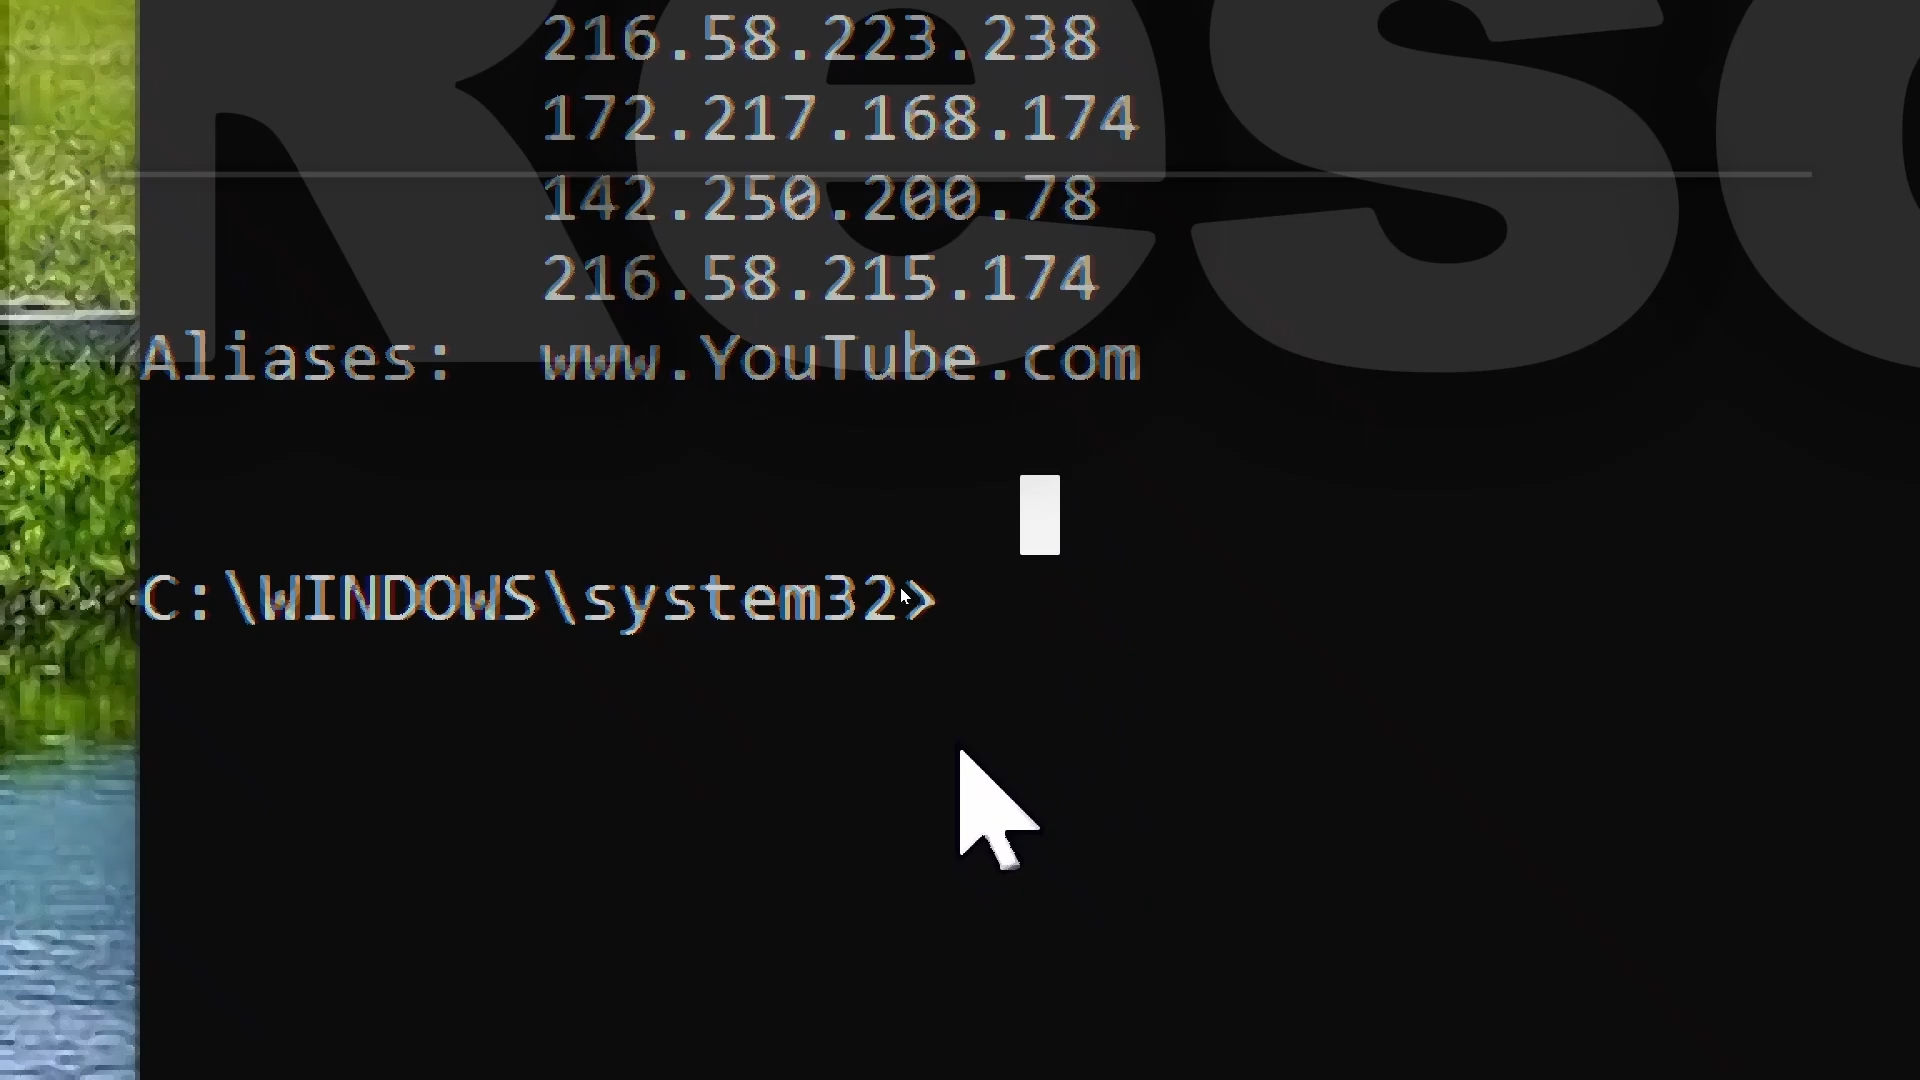 Reso
216.58.223.238
172.217.168.174
142.250.200.78
216.58.215.174
Aliases: www.YouTube.com
C:\WINDOWS\system32>